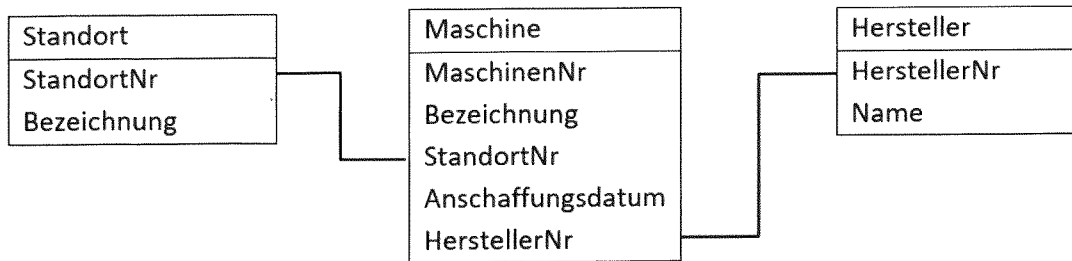 Standort
StandortNr
Bezeichnung
Maschine
MaschinenNr
Bezeichnung
StandortNr
Anschaffungsdatum
HerstellerNr
Hersteller
HerstellerNr
Name